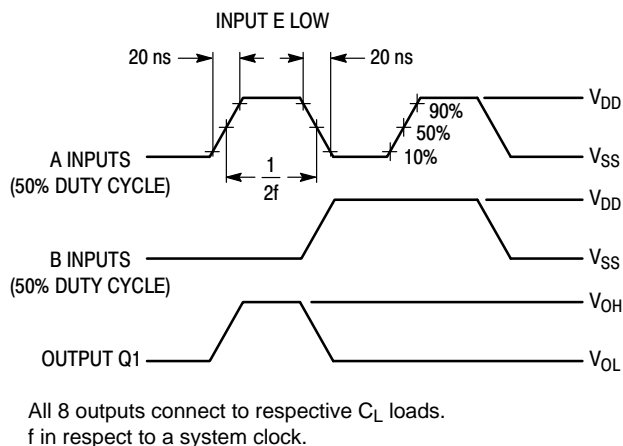 INPUT E LOW
20 ns
20 ns
V_DD
90%
50%
10%
A INPUTS
(50% DUTY CYCLE)
1
2f
V_SS
V_DD
B INPUTS
(50% DUTY CYCLE)
V_SS
V_OH
OUTPUT Q1
V_OL
All 8 outputs connect to respective C_L loads.
f in respect to a system clock.